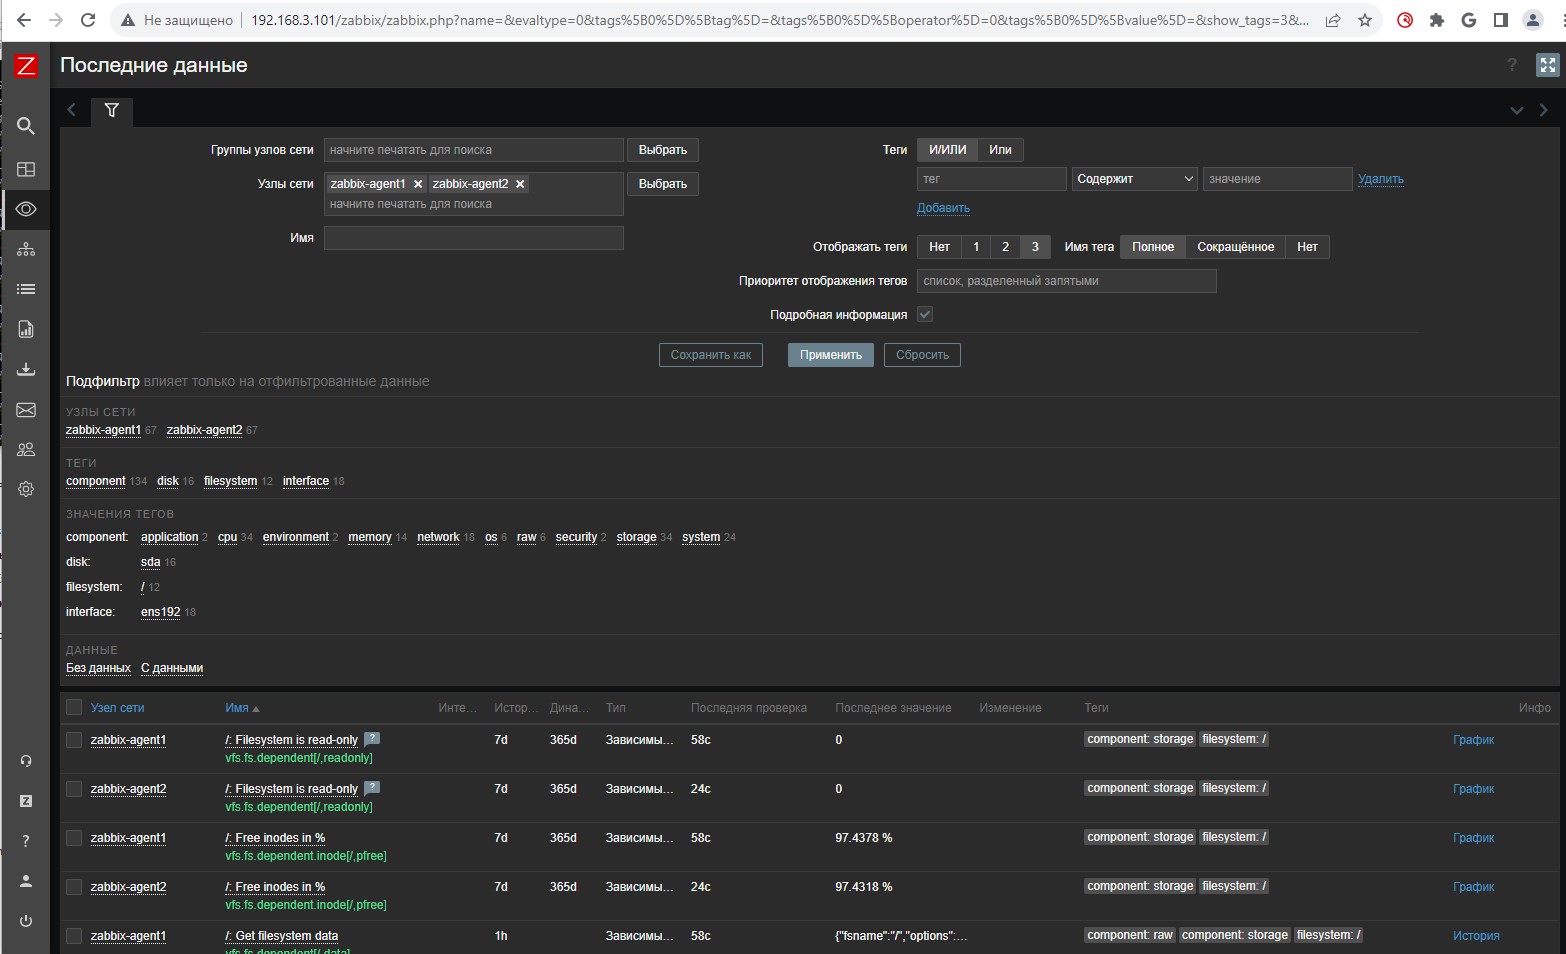 Не защищено 192.168.3.101/zabbix/zabbix.php?name=&evaltype=0&tags%5B0%5D%5Btag%5D=&tags%5B0%5D%5Boperator%5D=0&tags%5B0%5D%5Bvalue%5D=&show_tags=3&...
Последние данные ?
Группы узлов сети начните печатать для поиска Выбрать Теги И/ИЛИ Или
Узлы сети zabbix-agent1 zabbix-agent2 Выбрать тег Содержит значение Удалить
начните печатать для поиска Добавить
Имя
Отображать теги Нет 1 2 3 Имя тега Полное Сокращённое Нет
Приоритет отображения тегов список, разделенный запятыми
Подробная информация
Сохранить как Применить Сбросить
Подфильтр влияет только на отфильтрованные данные
УЗЛЫ СЕТИ
zabbix-agent1 67 zabbix-agent2 67
ТЕГИ
component 134 disk 16 filesystem 12 interface 18
ЗНАЧЕНИЯ ТЕГОВ
component: application 2 cpu 34 environment 2 memory 14 network 18 os 6 raw 6 security 2 storage 34 system 24
disk: sda 16
filesystem: / 12
interface: ens192 18
ДАННЫЕ
Без данных С данными
Узел сети Имя Инте... Истор... Дина... Тип Последняя проверка Последнее значение Изменение Теги Инфо
zabbix-agent1 /: Filesystem is read-only ? 7d 365d Зависимы... 58с 0 component: storage filesystem: / График
vfs.fs.dependent[/,readonly]
zabbix-agent2 /: Filesystem is read-only ? 7d 365d Зависимы... 24с 0 component: storage filesystem: / График
vfs.fs.dependent[/,readonly]
zabbix-agent1 /: Free inodes in % 7d 365d Зависимы... 58с 97.4378 % component: storage filesystem: / График
vfs.fs.dependent.inode[/,pfree]
zabbix-agent2 /: Free inodes in % 7d 365d Зависимы... 24с 97.4318 % component: storage filesystem: / График
vfs.fs.dependent.inode[/,pfree]
zabbix-agent1 /: Get filesystem data 1h Зависимы... 58с {"fsname":"/","options":... component: raw component: storage filesystem: / История
vfs.fs.dependent[/,data]